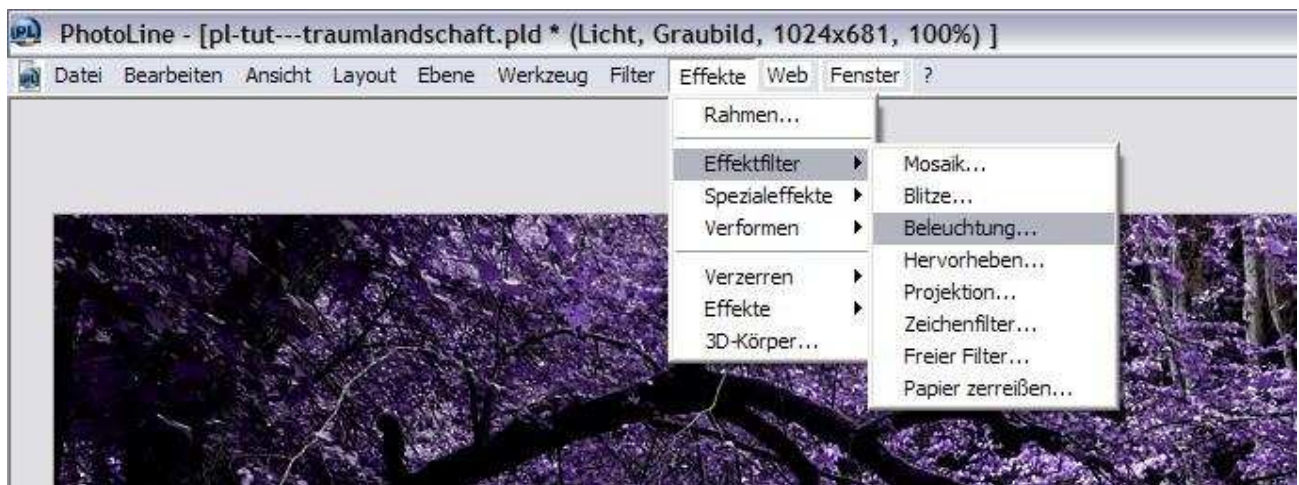 PL PhotoLine - [pl-tut---traumlandschaft.pld * (Licht, Graubild, 1024x681, 100%) ]
Datei Bearbeiten Ansicht Layout Ebene Werkzeug Filter Effekte Web Fenster ?
Rahmen...
Effektfilter
Spezialeffekte
Verformen
Verzerren
Effekte
3D-Körper...
Mosaik...
Blitze...
Beleuchtung...
Hervorheben...
Projektion...
Zeichenfilter...
Freier Filter...
Papier zerreißen...